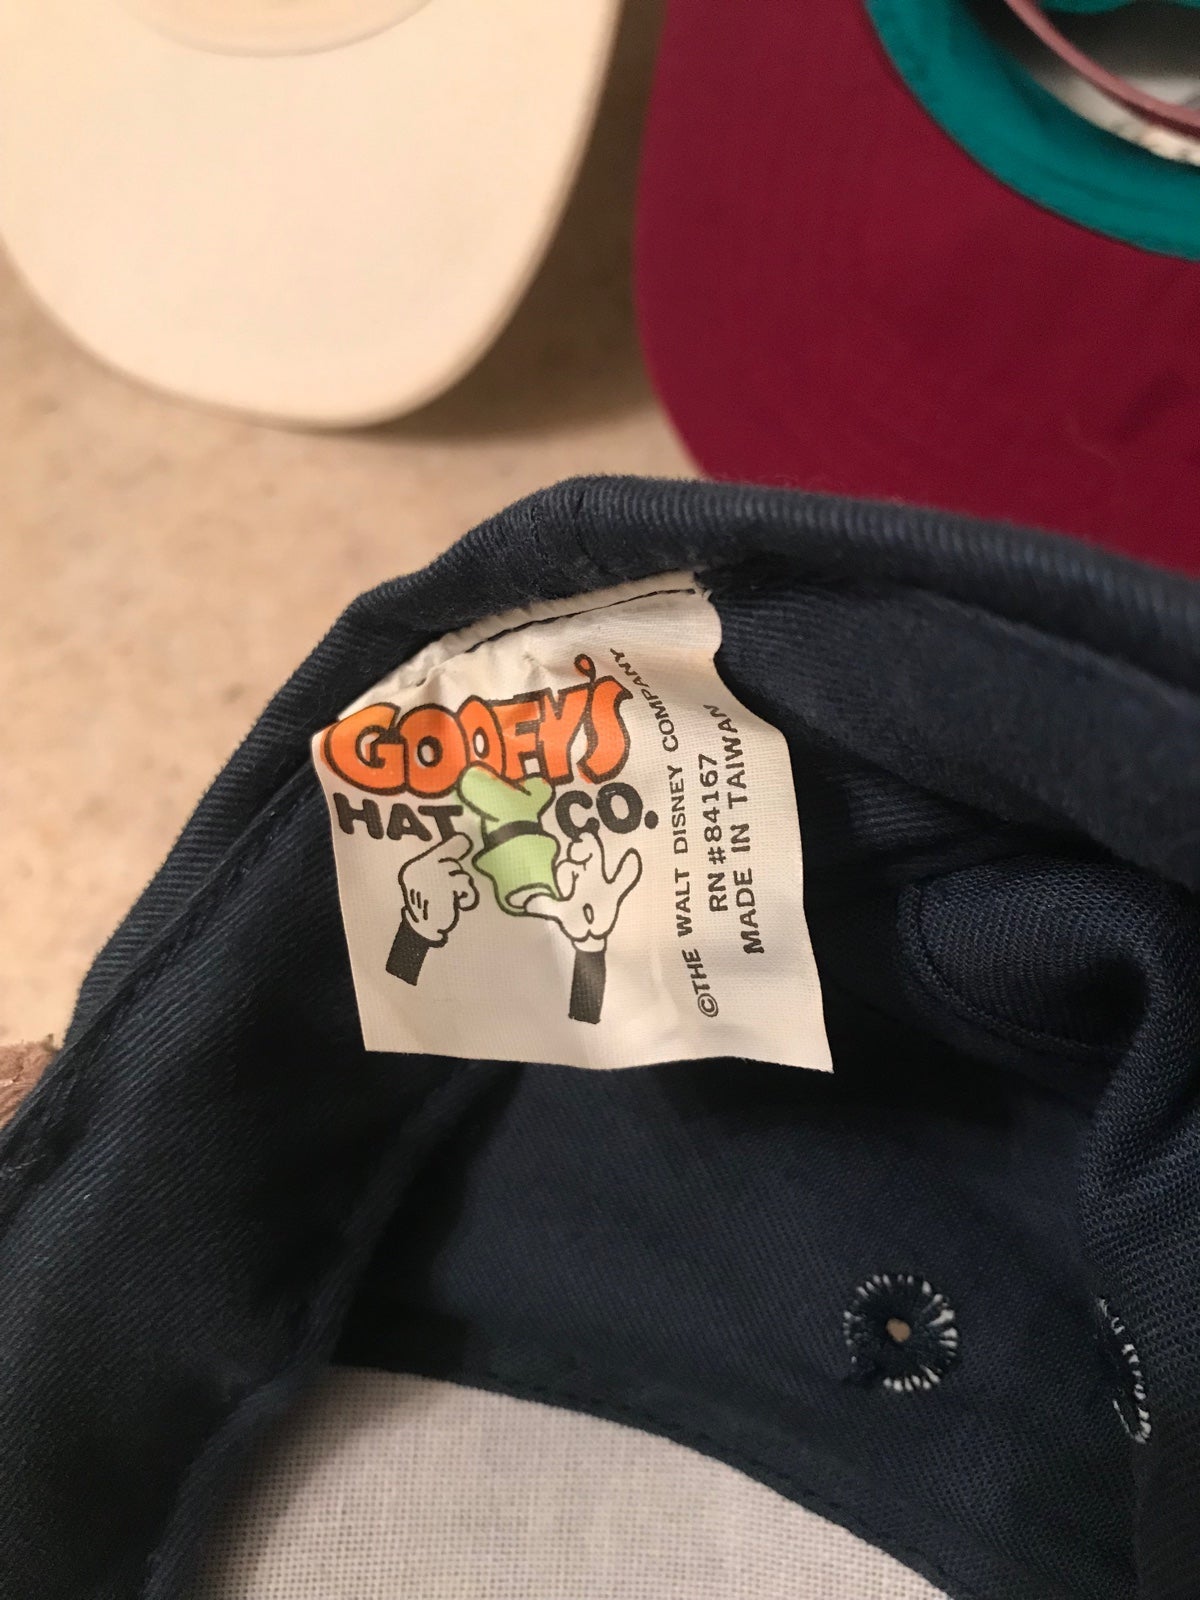 GOOFY'S
HAT CO.
©THE WALT DISNEY COMPANY
RN#84167
MADE IN TAIWAN